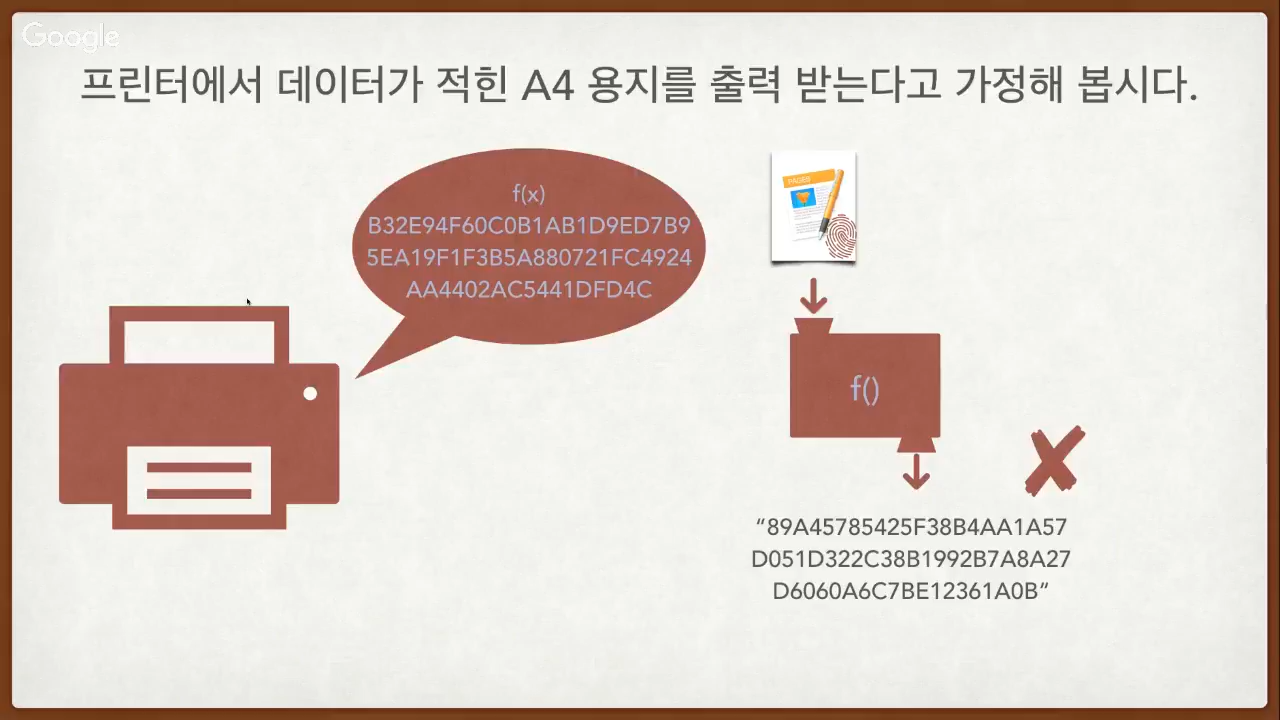 Google
프린터에서 데이터가 적힌 A4 용지를 출력 받는다고 가정해 봅시다.
f(x)
B32E94F60C0B1AB1D9ED7B9
5EA19F1F3B5A880721FC4924
AA4402AC5441DFD4C
PAGES
f()
“89A45785425F38B4AA1A57
D051D322C38B1992B7A8A27
D6060A6C7BE12361A0B”